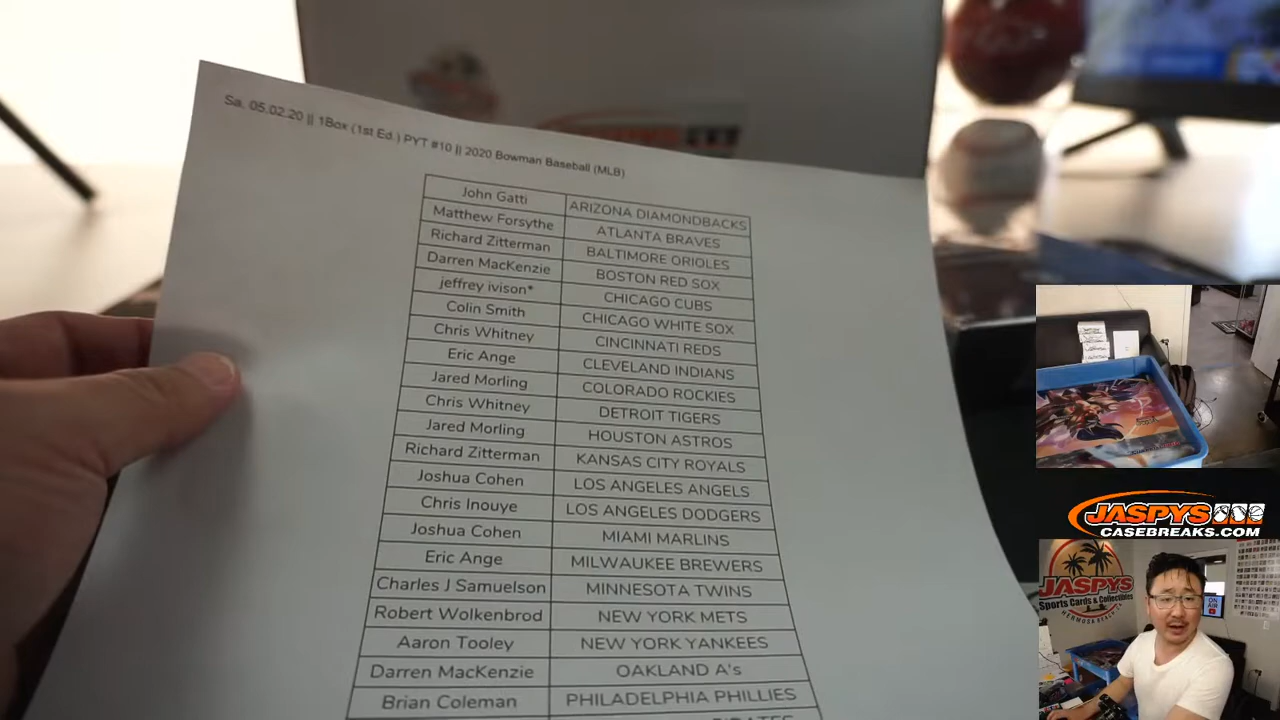 Sa, 05.02.20 || 1Box (1st Ed.) PYT #10 || 2020 Bowman Baseball (MLB)
John Gatti ARIZONA DIAMONDBACKS
Matthew Forsythe ATLANTA BRAVES
Richard Zitterman BALTIMORE ORIOLES
Darren MacKenzie BOSTON RED SOX
jeffrey ivison* CHICAGO CUBS
Colin Smith CHICAGO WHITE SOX
Chris Whitney CINCINNATI REDS
Eric Ange CLEVELAND INDIANS
Jared Morling COLORADO ROCKIES
Chris Whitney DETROIT TIGERS
Jared Morling HOUSTON ASTROS
Richard Zitterman KANSAS CITY ROYALS
Joshua Cohen LOS ANGELES ANGELS
Chris Inouye LOS ANGELES DODGERS
Joshua Cohen MIAMI MARLINS
Eric Ange MILWAUKEE BREWERS
Charles J Samuelson MINNESOTA TWINS
Robert Wolkenbrod NEW YORK METS
Aaron Tooley NEW YORK YANKEES
Darren MacKenzie OAKLAND A's
Brian Coleman PHILADELPHIA PHILLIES
JASPYS
CASEBREAKS.COM
JASPYS
Sports Cards & Collectibles
HERMOSA BEACH
ON
AIR